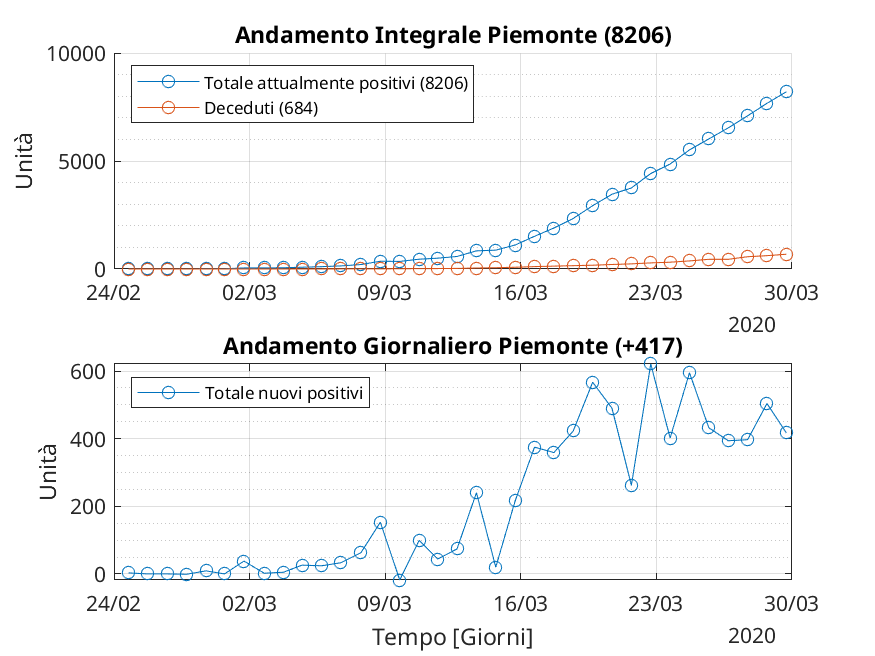 Andamento Integrale Piemonte (8206)
10000
5000
0
Unità
Totale attualmente positivi (8206)
Deceduti (684)
24/02 02/03 09/03 16/03 23/03 30/03
2020
Andamento Giornaliero Piemonte (+417)
600
400
200
0
Unità
Totale nuovi positivi
24/02 02/03 09/03 16/03 23/03 30/03
Tempo [Giorni]
2020